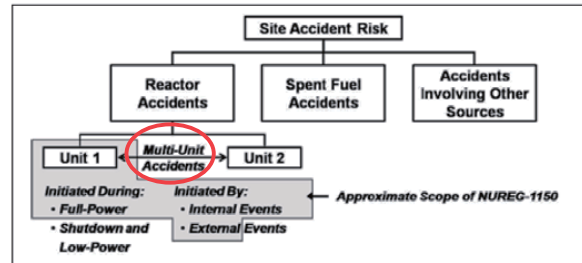 Site Accident Risk
Reactor
Accidents
Spent Fuel
Accidents
Accidents
Involving Other
Sources
Unit 1
Multi-Unit
Accidents
Unit 2
Initiated During:
• Full-Power
• Shutdown and
Low-Power
Initiated By:
• Internal Events
• External Events
Approximate Scope of NUREG-1150